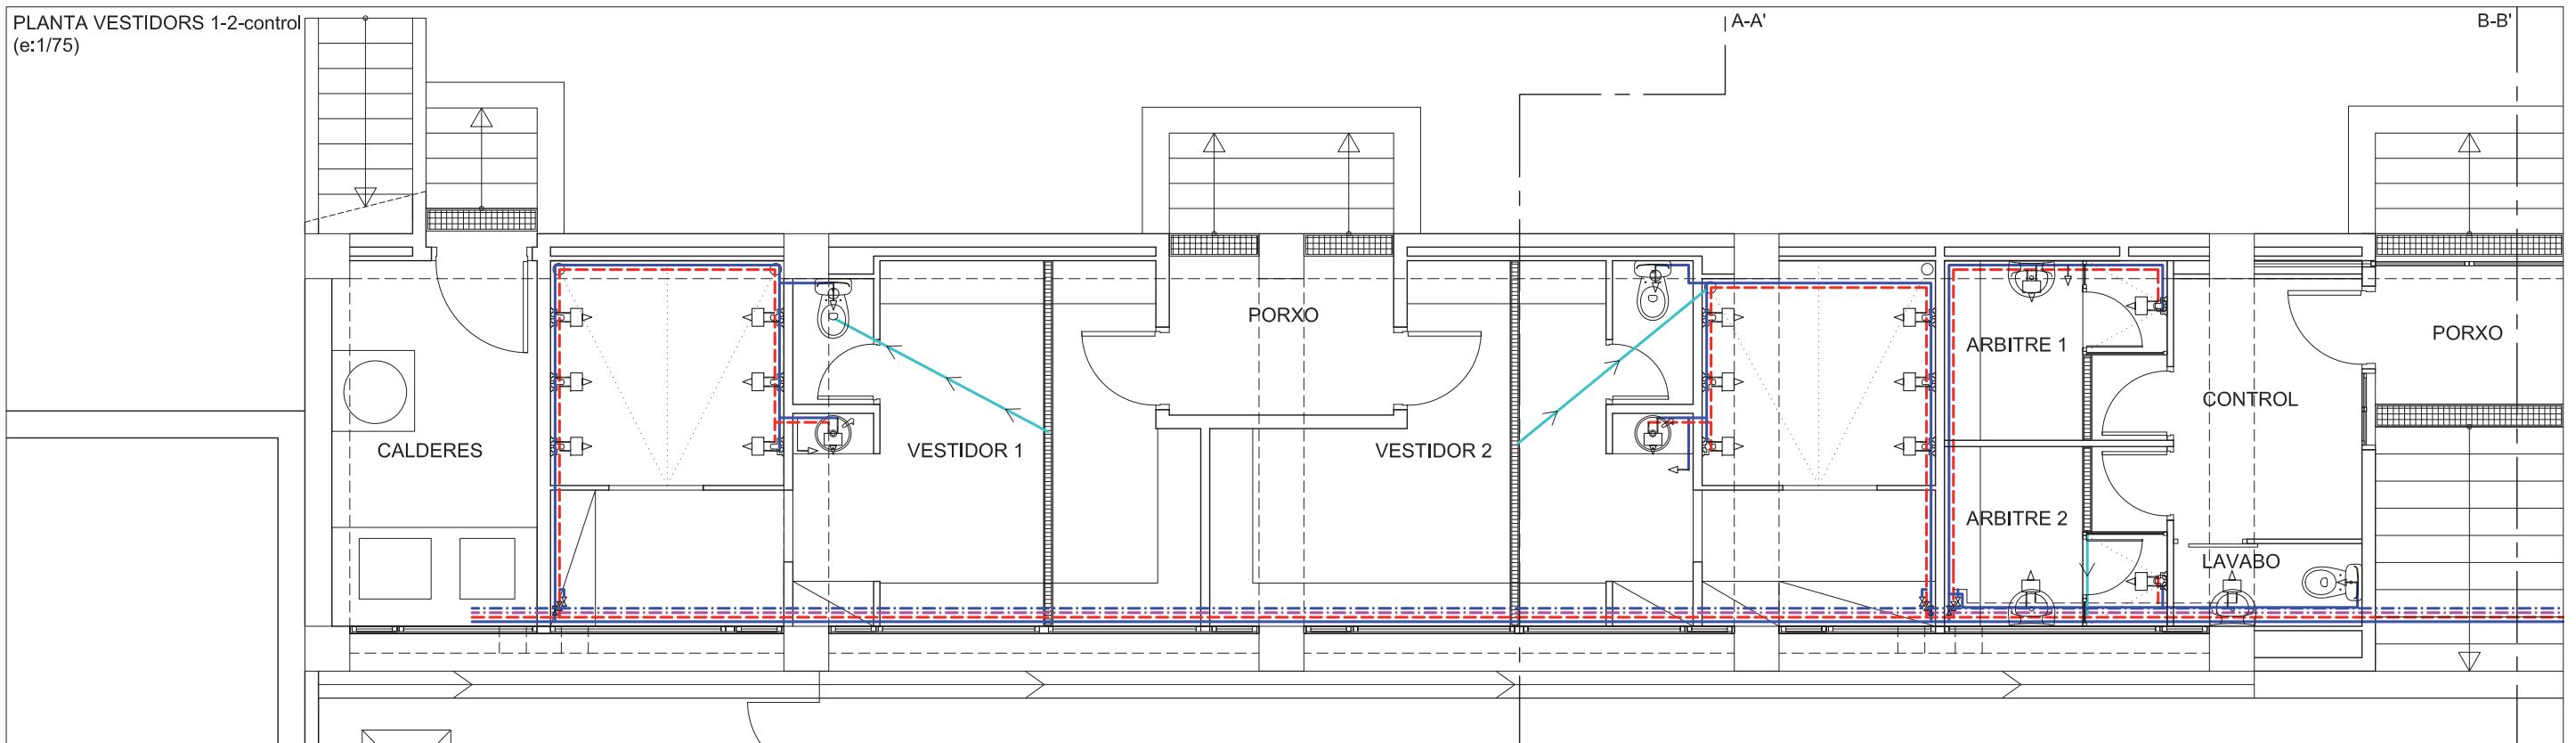 PLANTA VESTIDORS 1-2-control
(e:1/75)
A-A'
B-B'
PORXO
PORXO
ARBITRE 1
CONTROL
CALDERES
VESTIDOR 1
VESTIDOR 2
ARBITRE 2
LAVABO